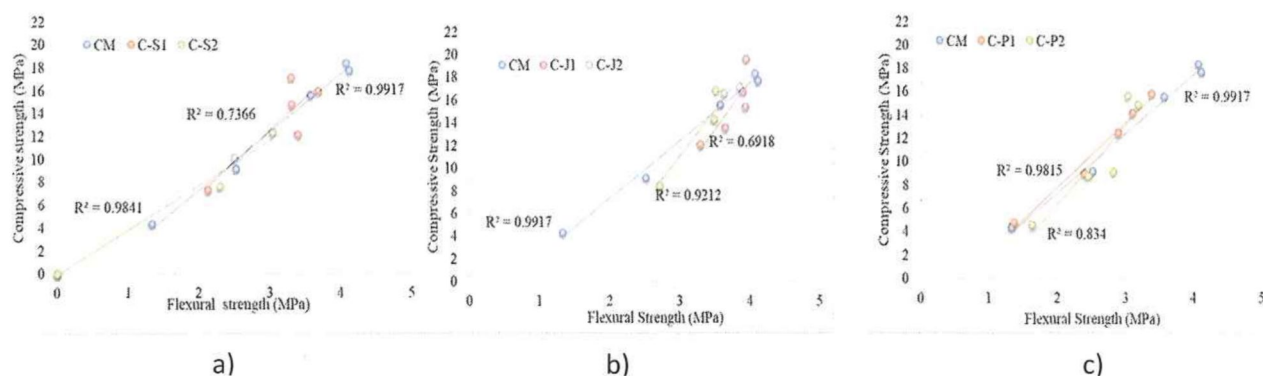 22
20
18
16
14
12
10
8
6
4
2
0
Compressive strength (MPa)
CM C-S1 C-S2
R² = 0.9917
R² = 0.7366
R² = 0.9841
0 1 2 3 4 5
Flexural strength (MPa)
a)
22
20
18
16
14
12
10
8
6
4
2
0
Compressive Strength (MPa)
CM C-J1 C-J2
R² = 0.6918
R² = 0.9212
R² = 0.9917
0 1 2 3 4 5
Flexural Strength (MPa)
b)
22
20
18
16
14
12
10
8
6
4
2
0
Compressive Strength (MPa)
CM C-P1 C-P2
R² = 0.9917
R² = 0.9815
R² = 0.834
0 1 2 3 4 5
Flexural Strength (MPa)
c)